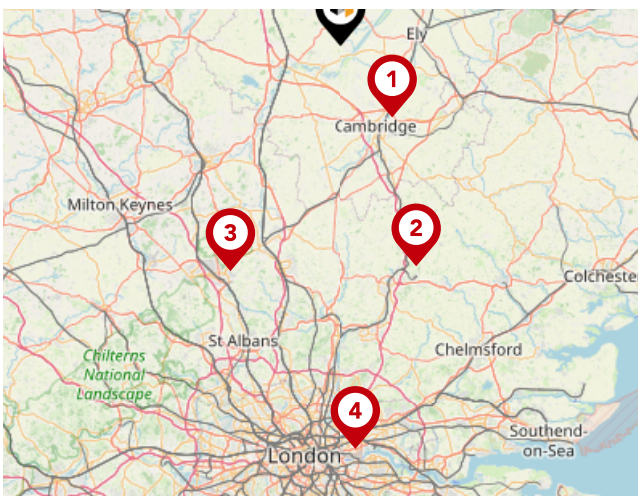 Ely
1
Cambridge
Milton Keynes
3
2
Colchester
St Albans
Chelmsford
Chilterns
National
Landscape
4
London
Southend-
on-Sea